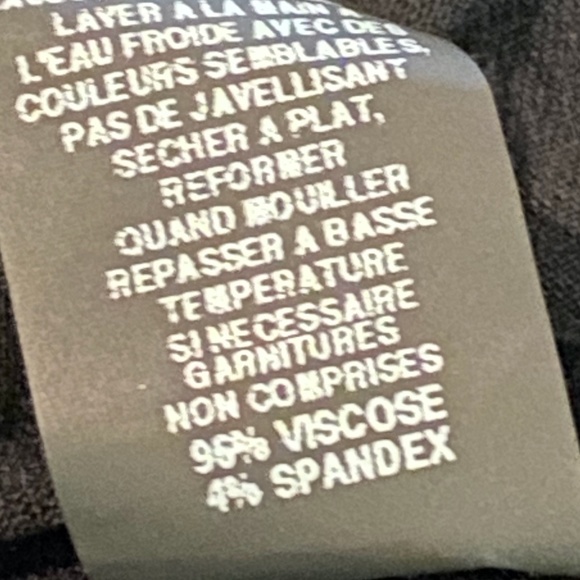 LAVER A LA MAIN
L'EAU FROIDE AVEC DES
COULEURS SEMBLABLES,
PAS DE JAVELLISANT
SECHER A PLAT,
REFORMER
QUAND MOUILLER
REPASSER A BASSE
TEMPERATURE
SI NECESSAIRE
GARNITURES
NON COMPRISES
96% VISCOSE
4% SPANDEX